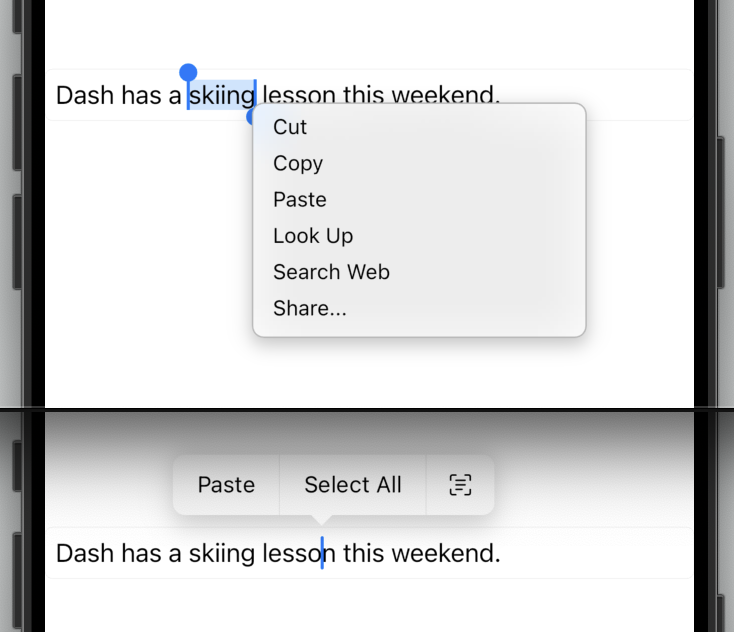 Dash has a skiing lesson this weekend.
Cut
Copy
Paste
Look Up
Search Web
Share...
Paste Select All
Dash has a skiing lesson this weekend.